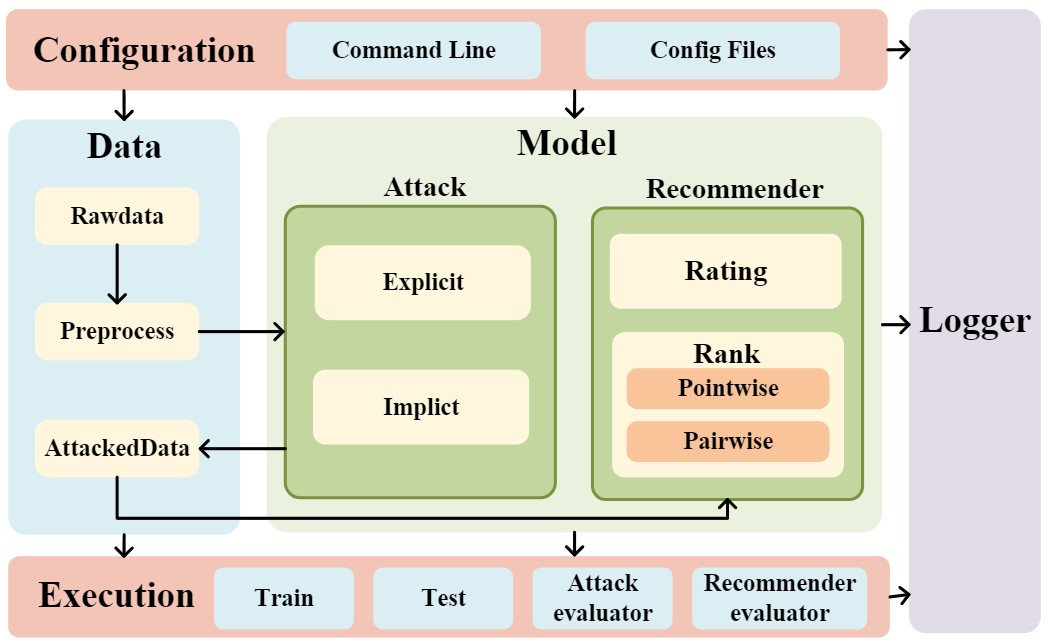 Configuration
Command Line
Config Files
Data
Rawdata
Preprocess
AttackedData
Model
Attack
Explicit
Implict
Recommender
Rating
Rank
Pointwise
Pairwise
Logger
Execution
Train
Test
Attack
evaluator
Recommender
evaluator